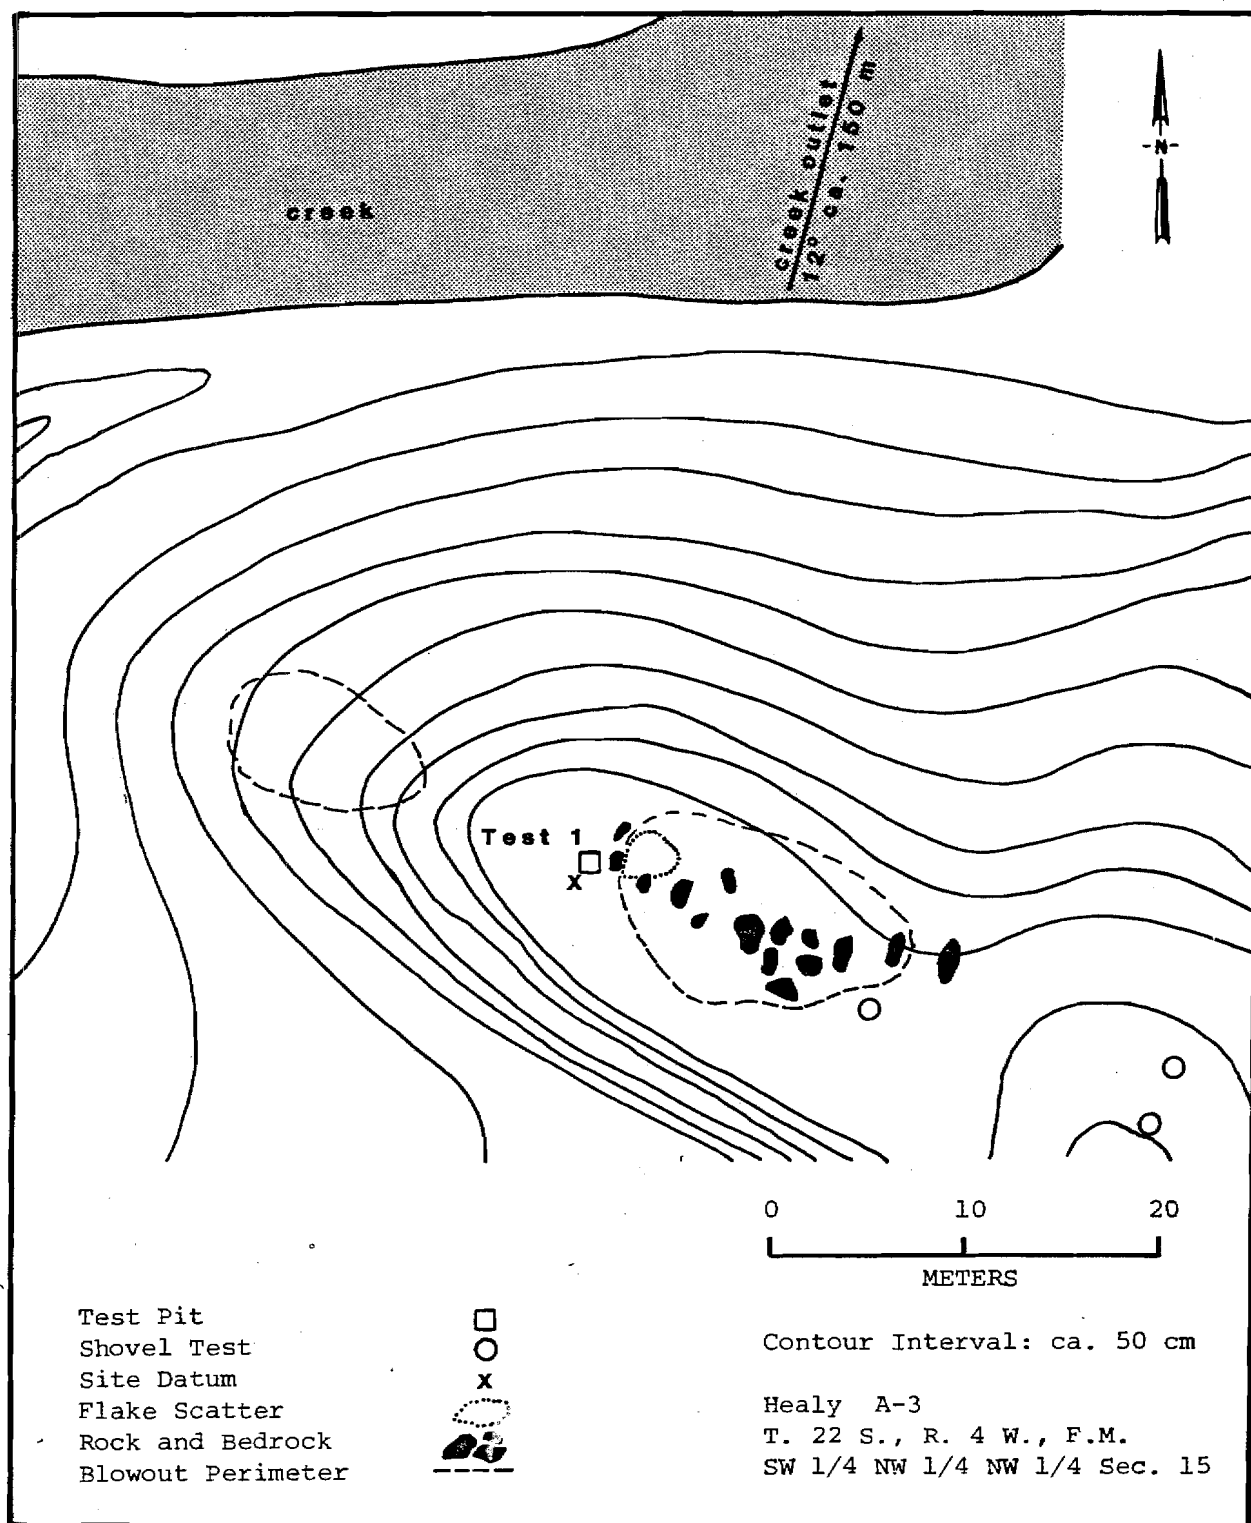 creek outlet
12° ca. 150 m
-N-
creek
Test 1
x
0 10 20
METERS
Test Pit
Shovel Test
Site Datum x
Flake Scatter
Rock and Bedrock
Blowout Perimeter
Contour Interval: ca. 50 cm
Healy A-3
T. 22 S., R. 4 W., F.M.
SW 1/4 NW 1/4 NW 1/4 Sec. 15